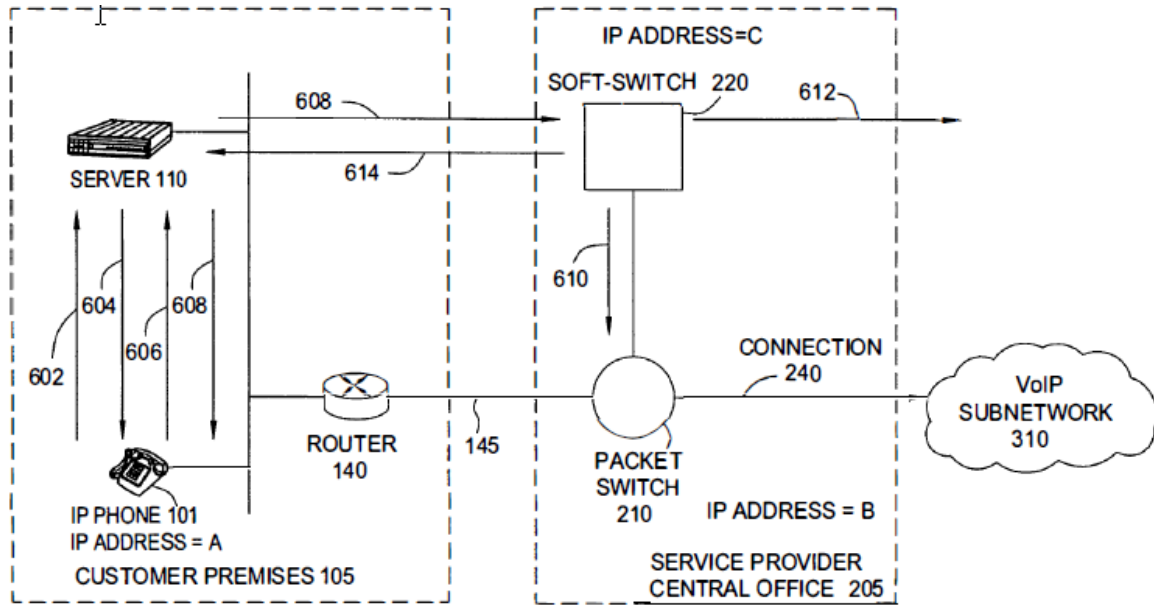 IP ADDRESS=C
SOFT-SWITCH 220
608
612
614
SERVER 110
610
604
608
602
606
CONNECTION
240
VoIP
SUBNETWORK
310
ROUTER
140
145
PACKET
SWITCH
210
IP PHONE 101
IP ADDRESS = A
IP ADDRESS = B
CUSTOMER PREMISES 105
SERVICE PROVIDER
CENTRAL OFFICE 205